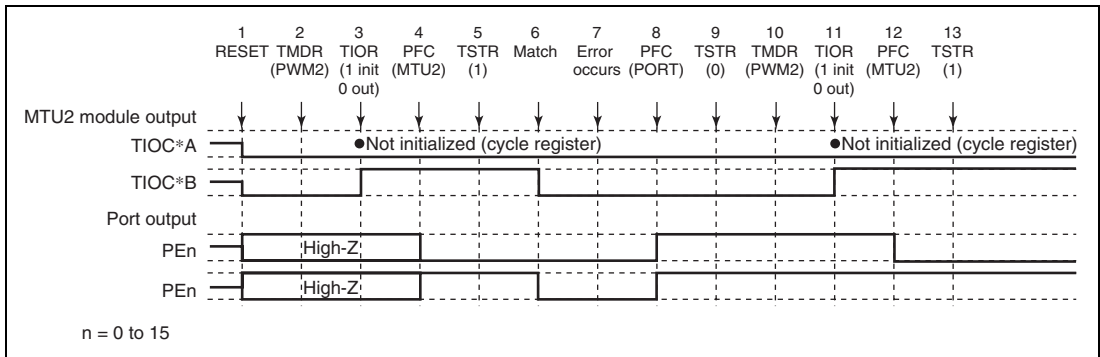 1 2 3 4 5 6 7 8 9 10 11 12 13
RESET TMDR TIOR PFC TSTR Match Error PFC TSTR TMDR TIOR PFC TSTR
(PWM2) (1 init (MTU2) (1) occurs (PORT) (0) (PWM2) (1 init (MTU2) (1)
0 out) 0 out)
MTU2 module output
TIOC*A ●Not initialized (cycle register) ●Not initialized (cycle register)
TIOC*B
Port output
PEn High-Z
PEn High-Z
n = 0 to 15